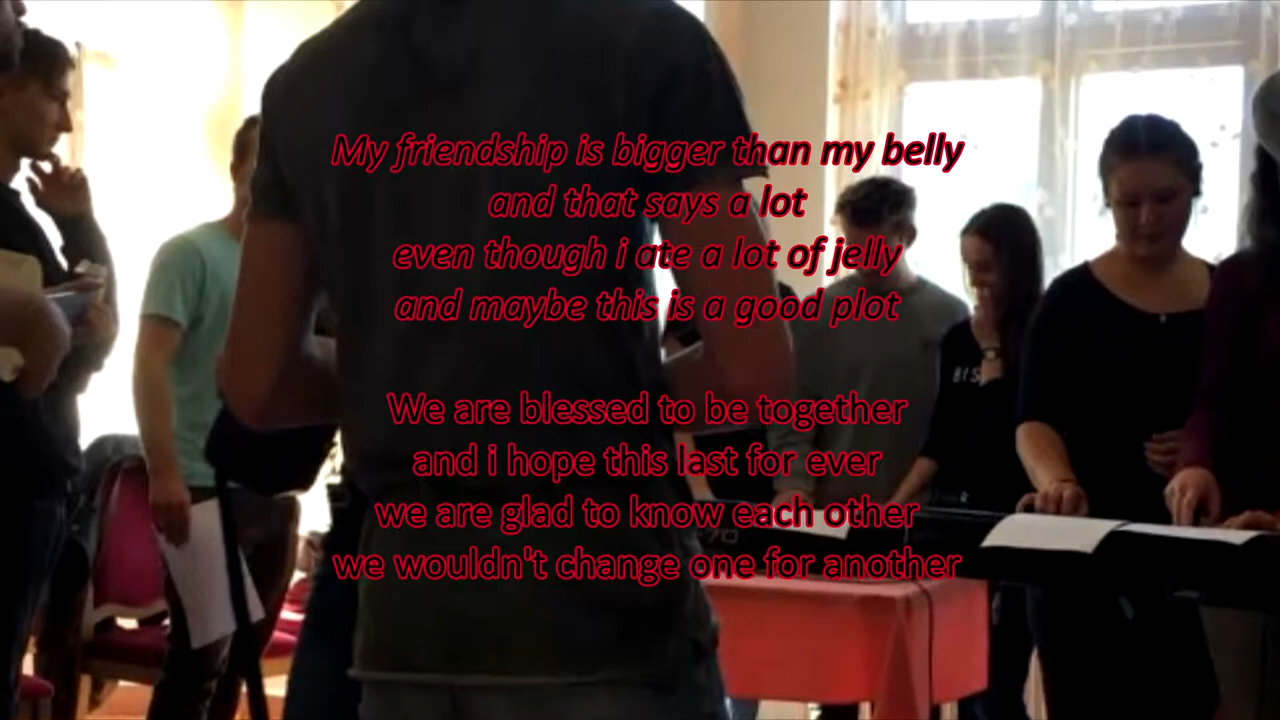 My friendship is bigger than my belly
and that says a lot
even though i ate a lot of jelly
and maybe this is a good plot
We are blessed to be together
and i hope this last for ever
we are glad to know each other
we wouldn't change one for another